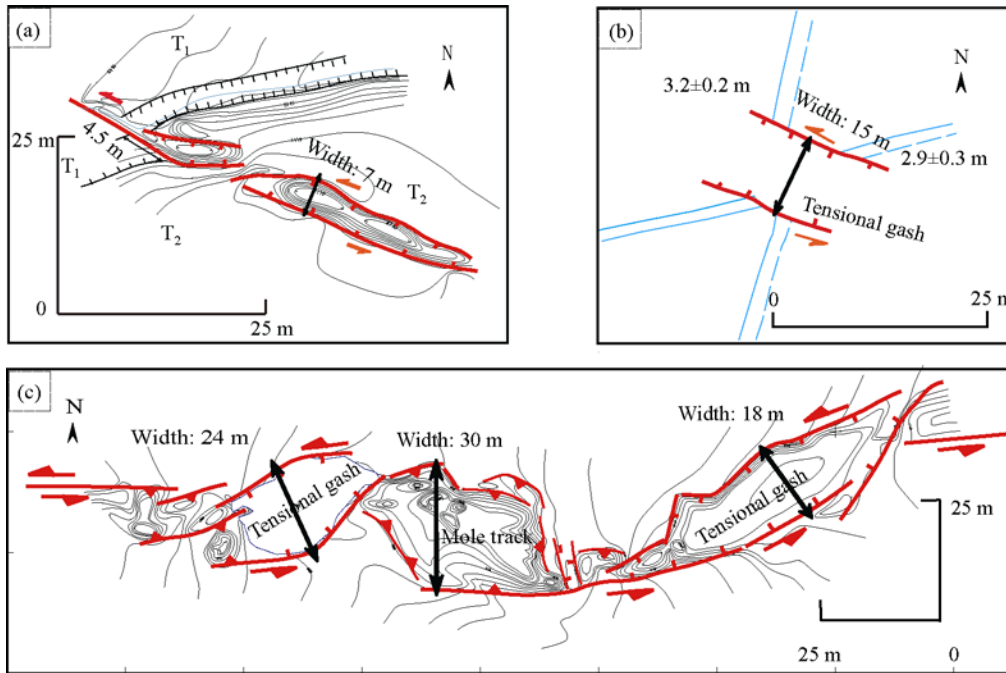 (a)
T1
N
25 m
4.5 m
T1
Width: 7 m
T2
T2
0
25 m
(b)
N
3.2±0.2 m
Width: 15 m
2.9±0.3 m
Tensional gash
0
25 m
(c)
N
Width: 24 m
Width: 30 m
Width: 18 m
Tensional gash
Mole track
Tensional gash
25 m
25 m
0